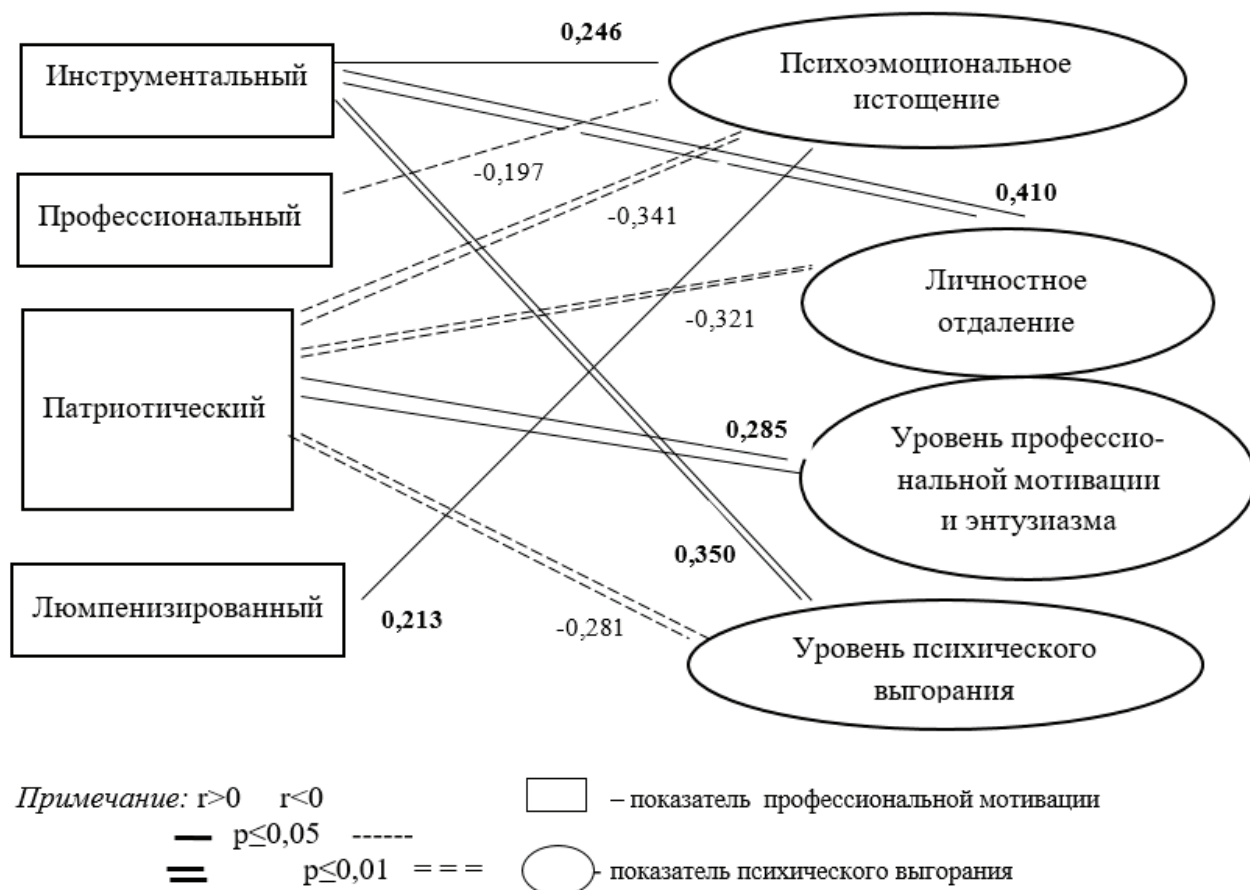 0,246
Инструментальный
Психоэмоциональное
истощение
-0,197
0,410
Профессиональный
-0,341
Личностное
отдаление
-0,321
Патриотический
0,285
Уровень профессио-
нальной мотивации
и энтузиазма
0,350
Люмпенизированный
0,213
-0,281
Уровень психического
выгорания
Примечание: r>0 r<0
– показатель профессиональной мотивации
p≤0,05
p≤0,01 = = =
- показатель психического выгорания